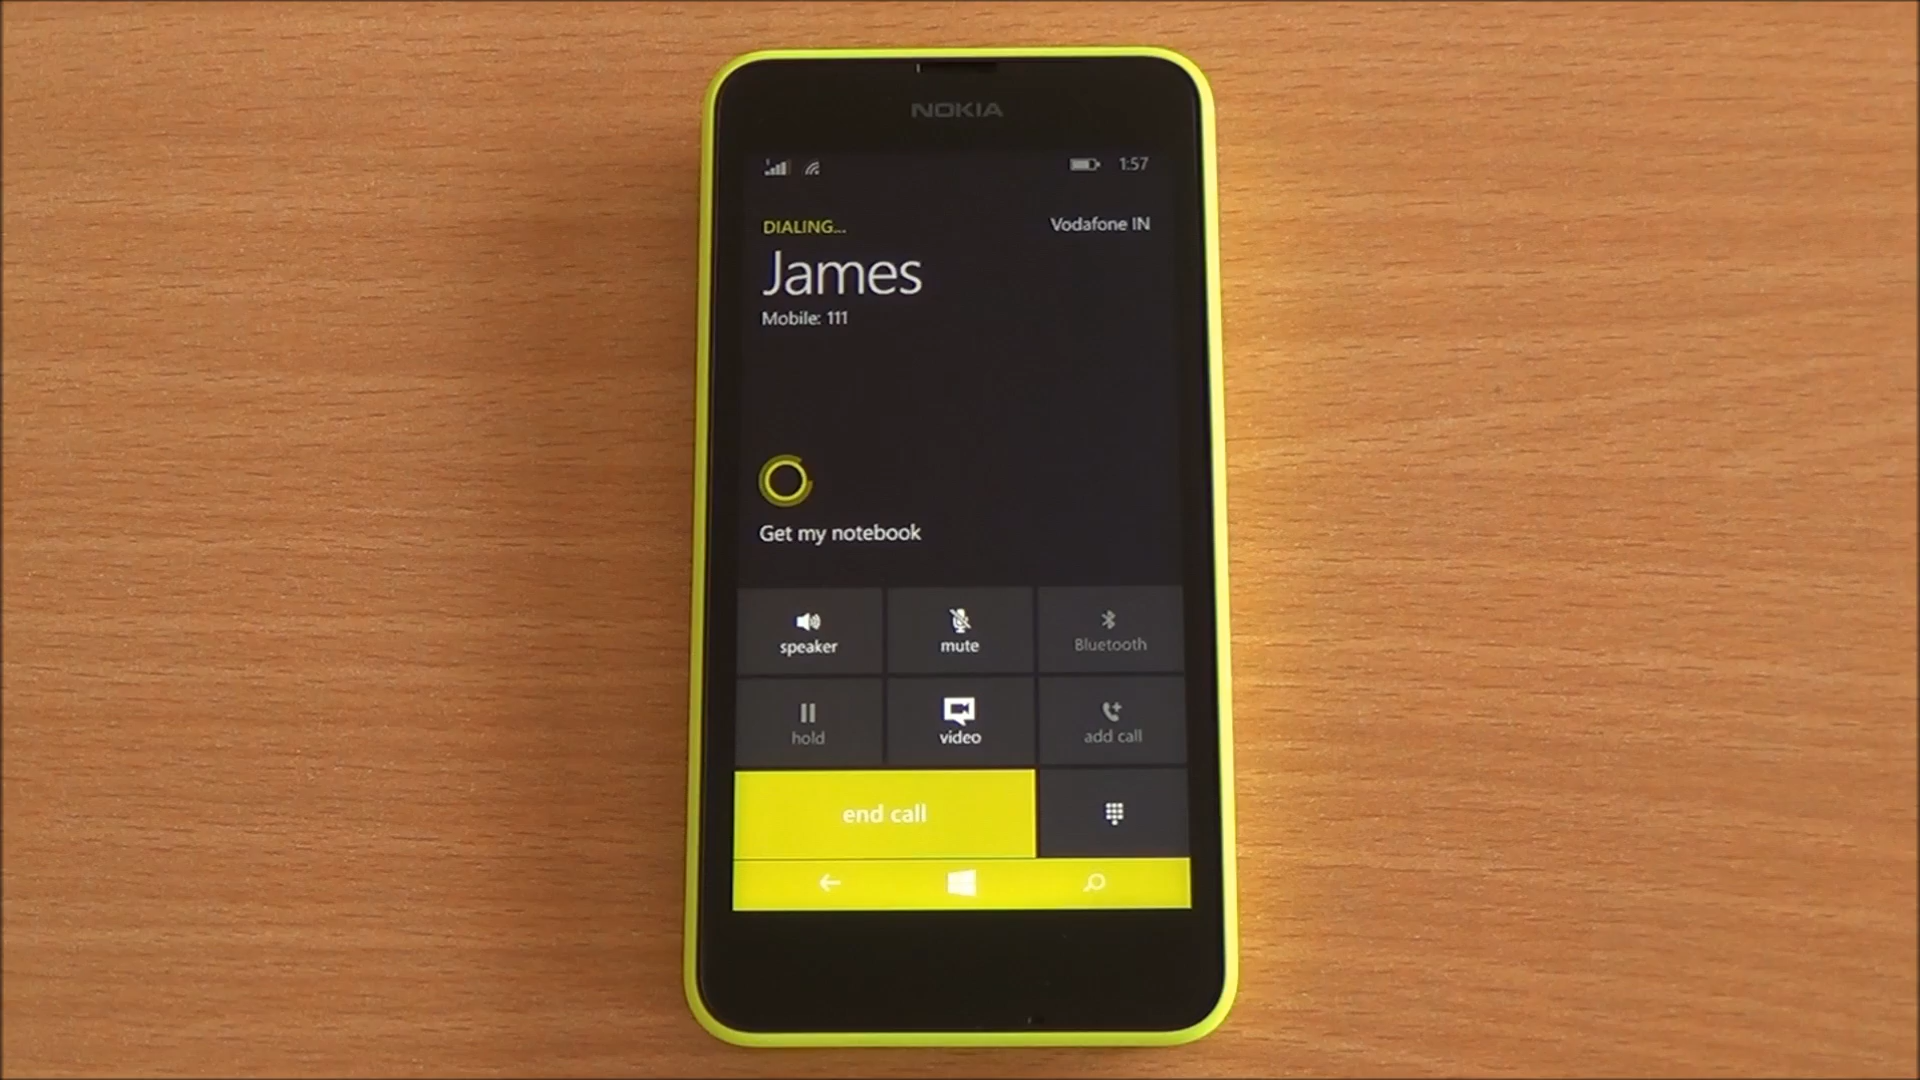 NOKIA
1:57
DIALING...
Vodafone IN
James
Mobile: 111
Get my notebook
speaker
mute
Bluetooth
hold
video
add call
end call